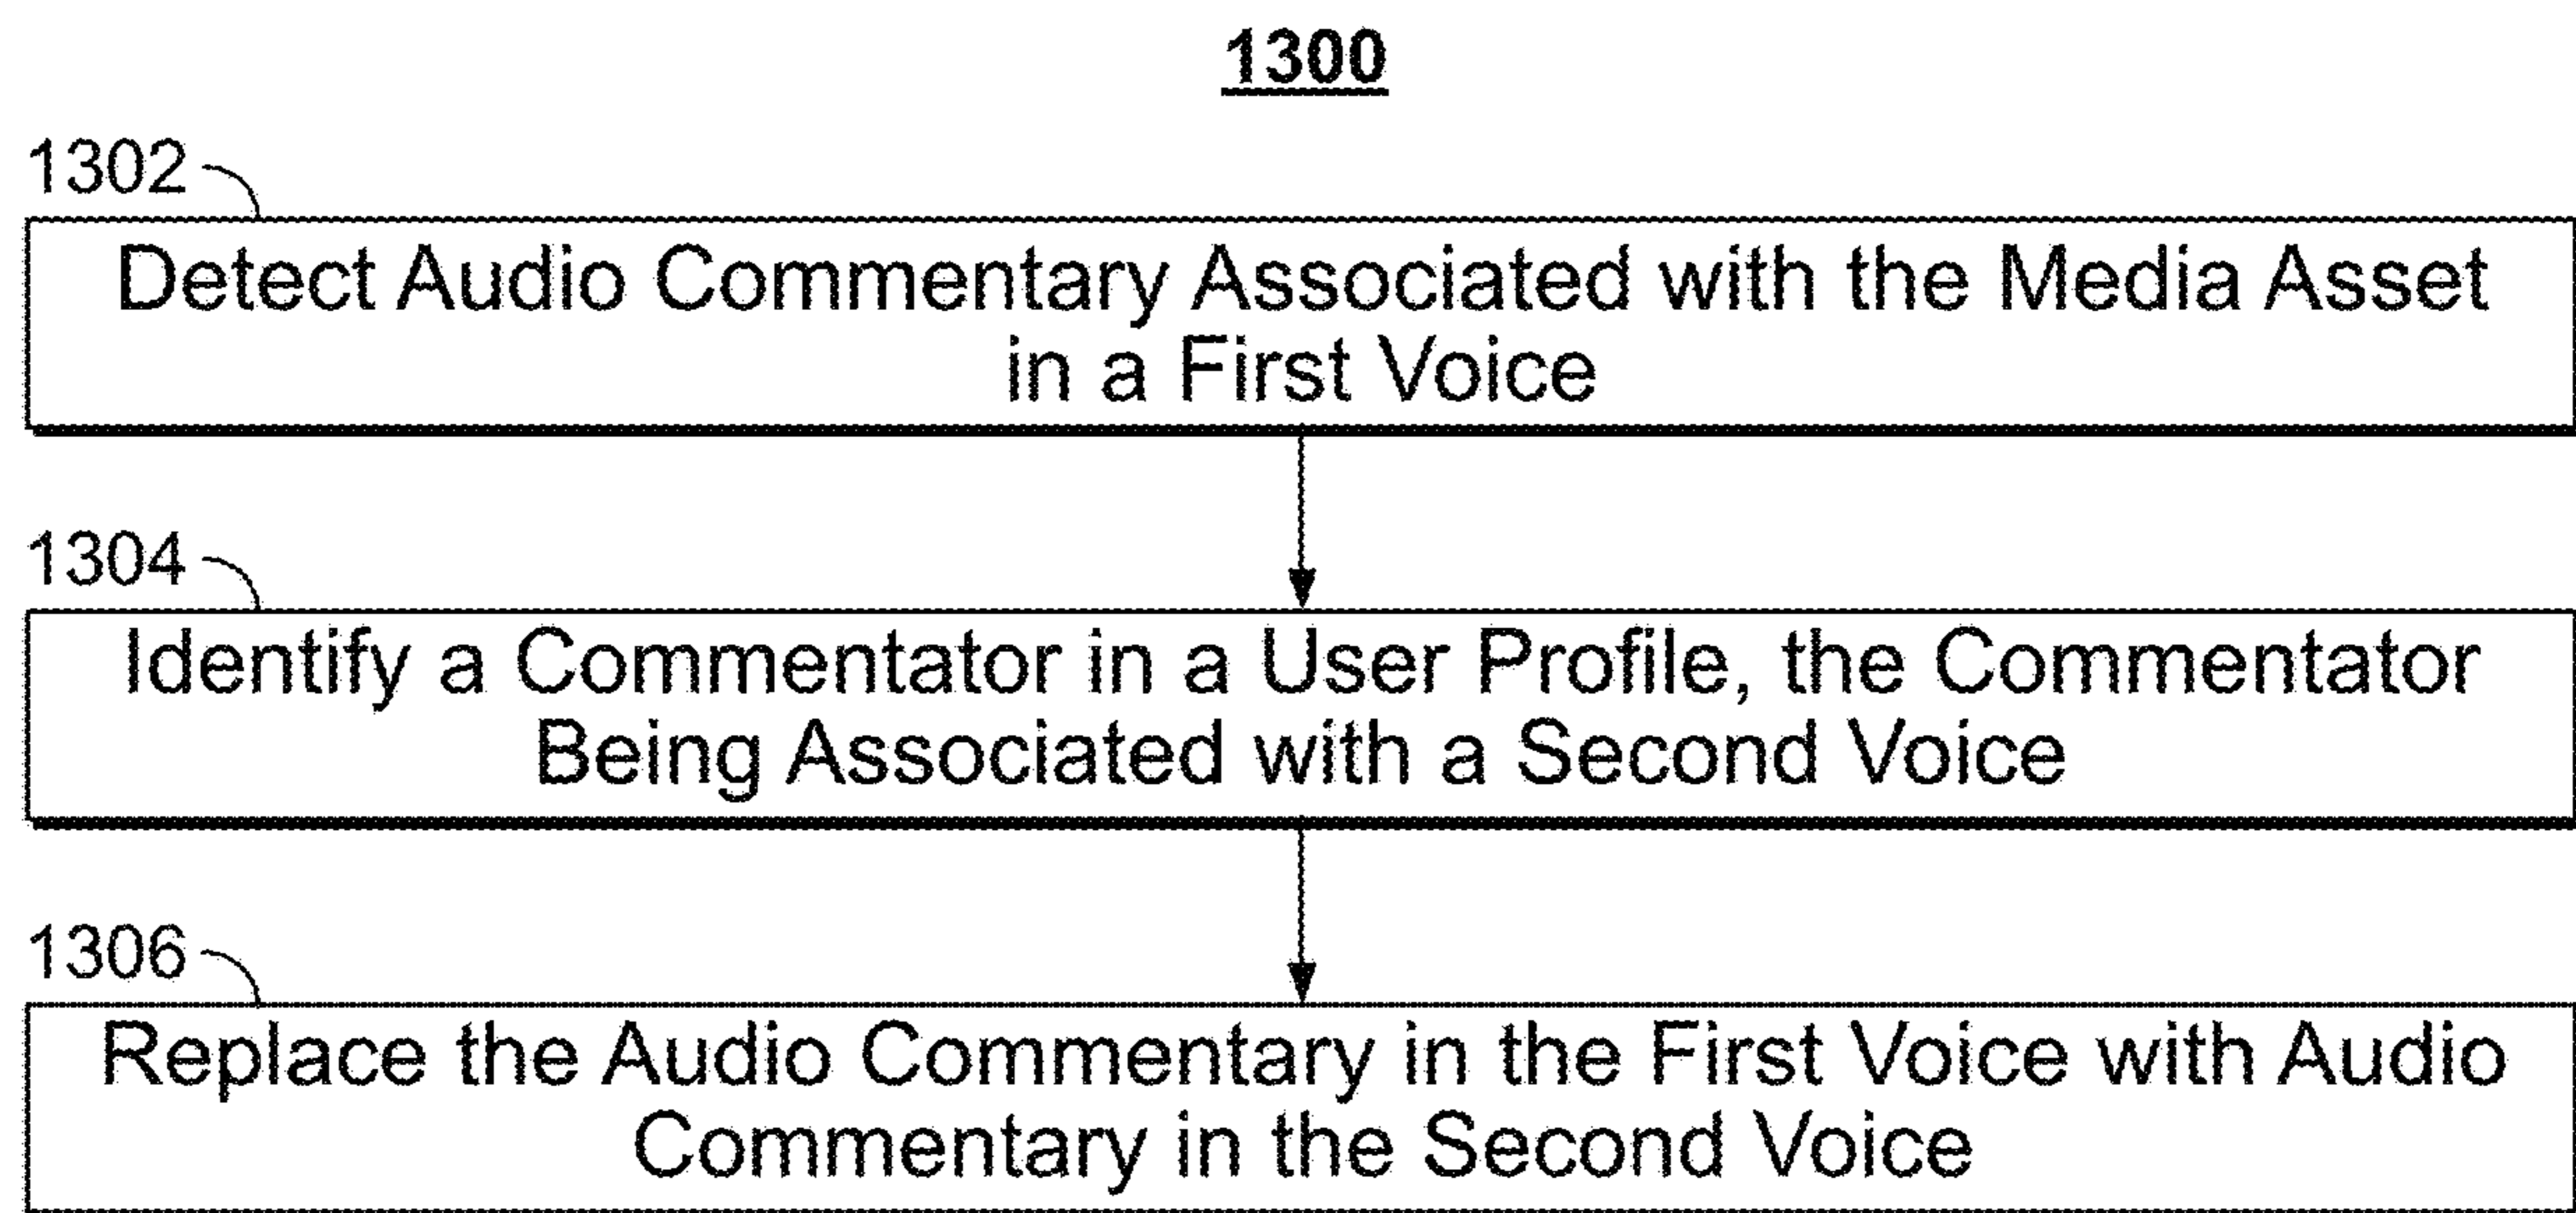 1300
1302
Detect Audio Commentary Associated with the Media Asset
in a First Voice
1304
Identify a Commentator in a User Profile, the Commentator
Being Associated with a Second Voice
1306
Replace the Audio Commentary in the First Voice with Audio
Commentary in the Second Voice